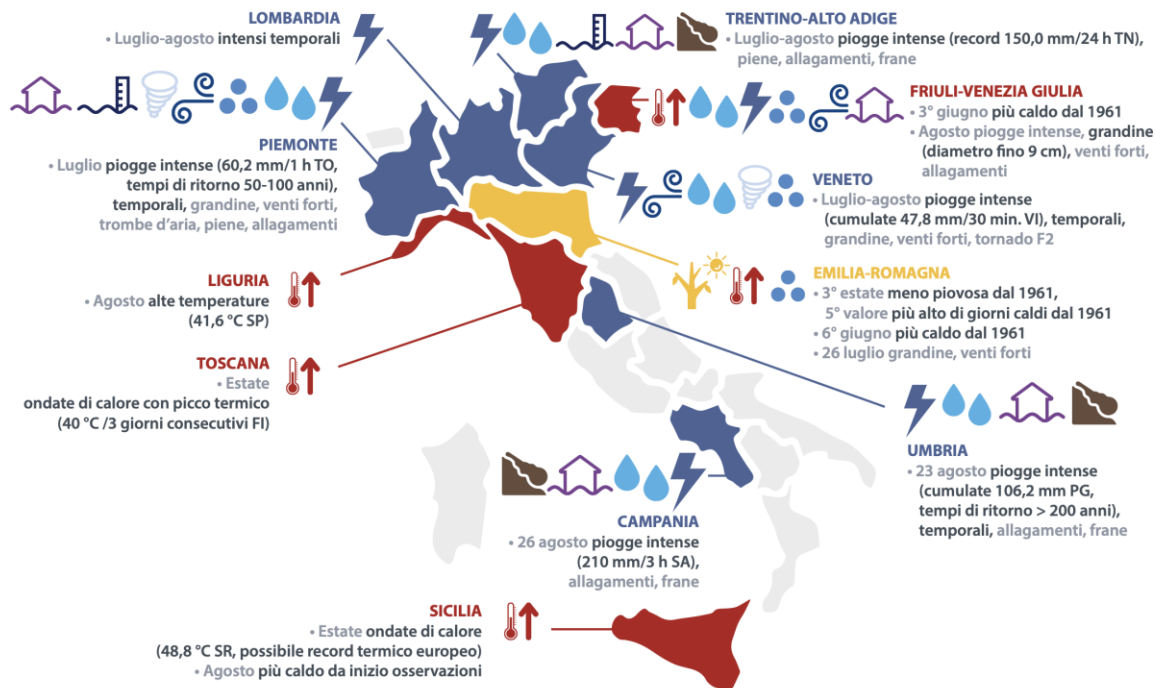 LOMBARDIA
• Luglio-agosto intensi temporali
TRENTINO-ALTO ADIGE
• Luglio-agosto piogge intense (record 150,0 mm/24 h TN),
piene, allagamenti, frane
FRIULI-VENEZIA GIULIA
• 3° giugno più caldo dal 1961
• Agosto piogge intense, grandine
(diametro fino 9 cm), venti forti,
allagamenti
PIEMONTE
• Luglio piogge intense (60,2 mm/1 h TO,
tempi di ritorno 50-100 anni),
temporali, grandine, venti forti,
trombe d'aria, piene, allagamenti
VENETO
• Luglio-agosto piogge intense
(cumulate 47,8 mm/30 min. VI), temporali,
grandine, venti forti, tornado F2
LIGURIA
• Agosto alte temperature
(41,6 °C SP)
EMILIA-ROMAGNA
• 3° estate meno piovosa dal 1961,
5° valore più alto di giorni caldi dal 1961
• 6° giugno più caldo dal 1961
• 26 luglio grandine, venti forti
TOSCANA
• Estate
ondate di calore con picco termico
(40 °C /3 giorni consecutivi FI)
UMBRIA
• 23 agosto piogge intense
(cumulate 106,2 mm PG,
tempi di ritorno > 200 anni),
temporali, allagamenti, frane
CAMPANIA
• 26 agosto piogge intense
(210 mm/3 h SA),
allagamenti, frane
SICILIA
• Estate ondate di calore
(48,8 °C SR, possibile record termico europeo)
• Agosto più caldo da inizio osservazioni